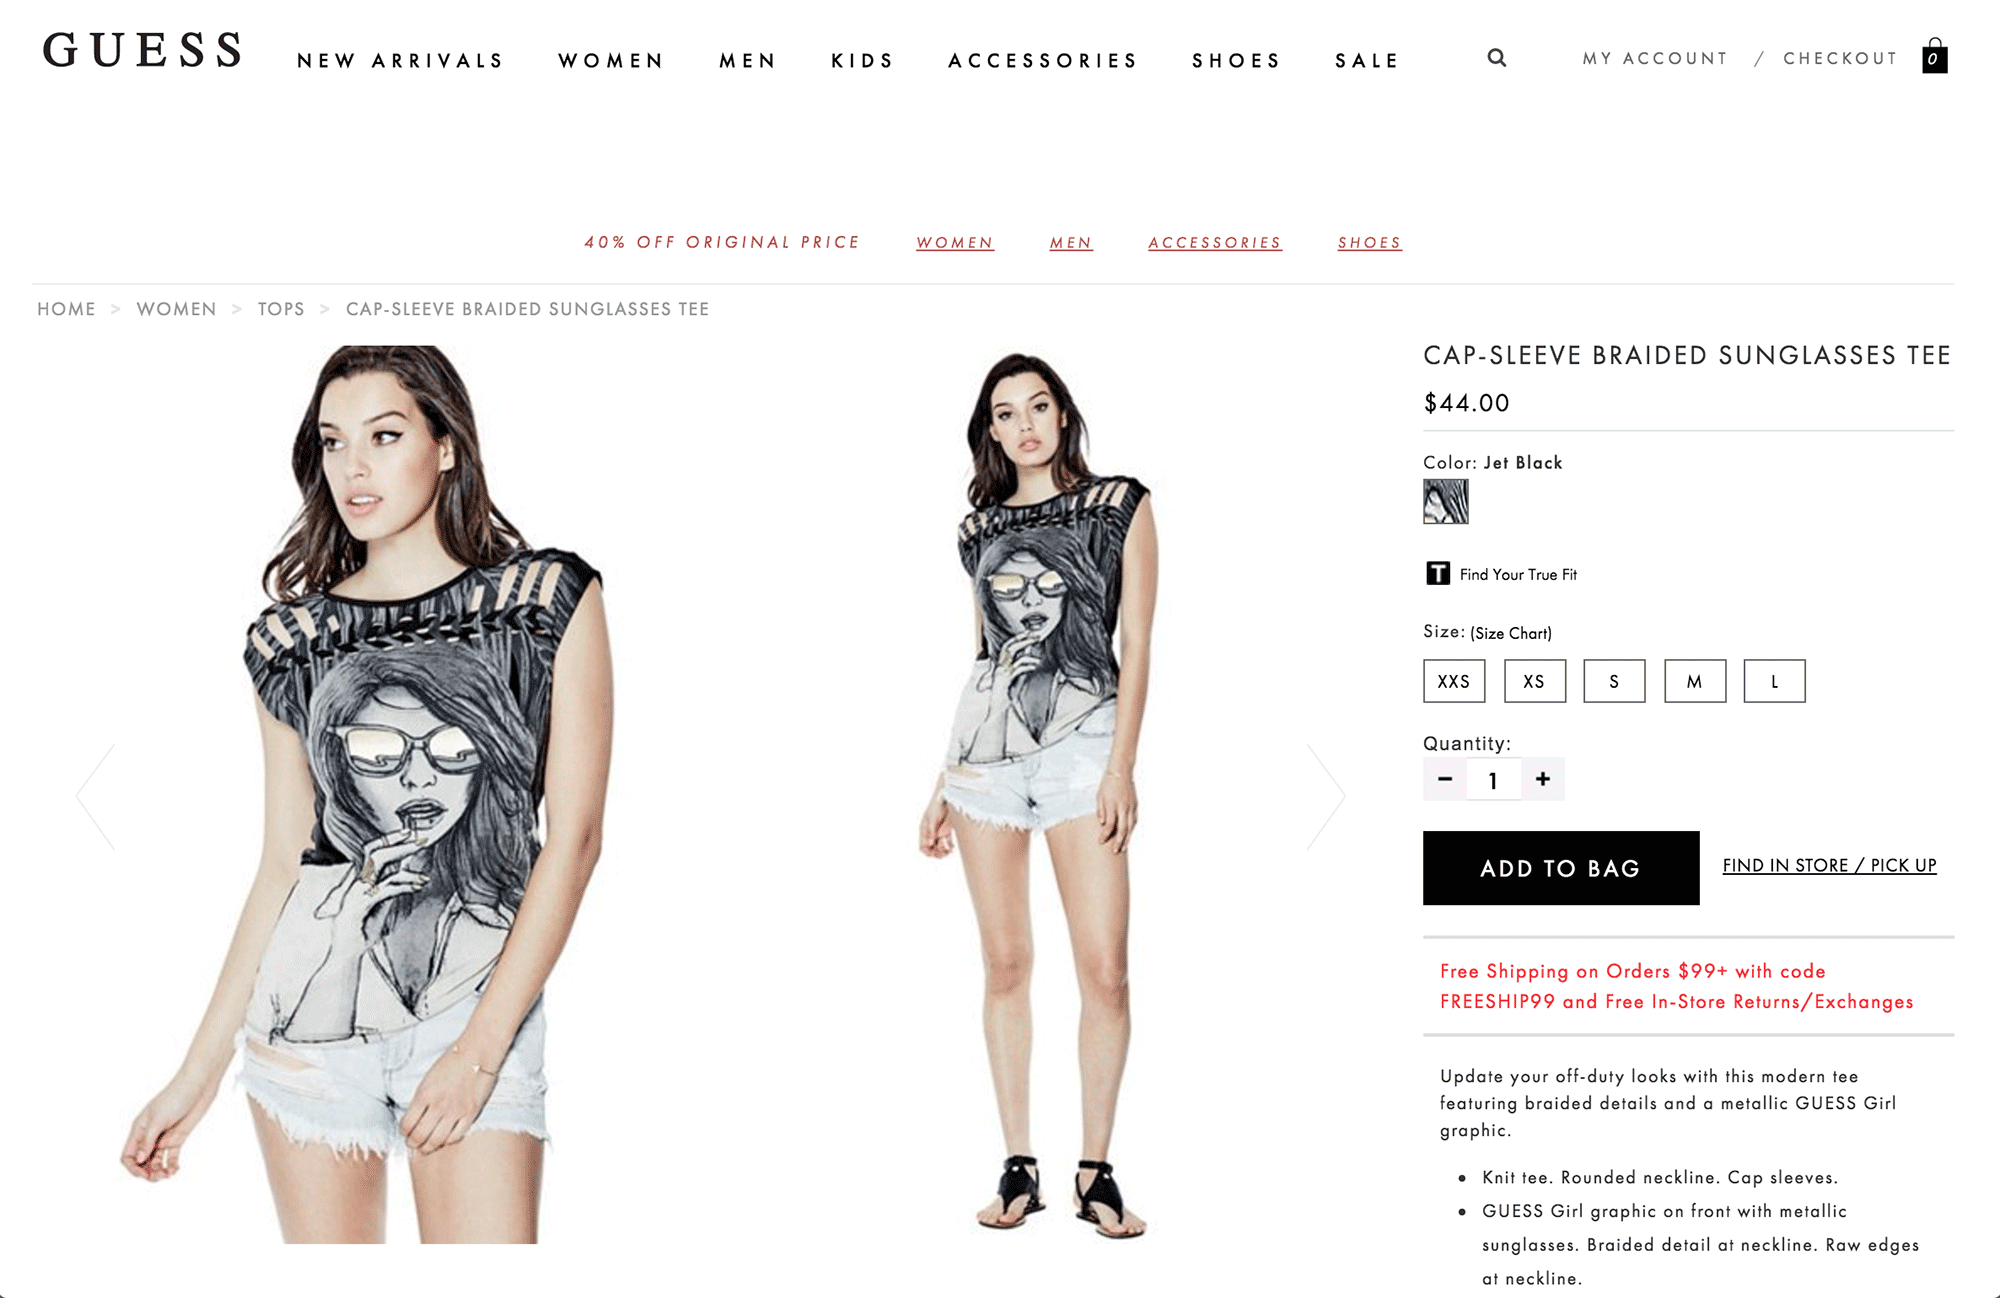 GUESS
NEW ARRIVALS WOMEN MEN KIDS ACCESSORIES SHOES SALE MY ACCOUNT / CHECKOUT 0
40% OFF ORIGINAL PRICE WOMEN MEN ACCESSORIES SHOES
HOME > WOMEN > TOPS > CAP-SLEEVE BRAIDED SUNGLASSES TEE
CAP-SLEEVE BRAIDED SUNGLASSES TEE
$44.00
Color: Jet Black
T Find Your True Fit
Size: (Size Chart)
XXS XS S M L
Quantity:
− 1 +
ADD TO BAG FIND IN STORE / PICK UP
Free Shipping on Orders $99+ with code
FREESHIP99 and Free In-Store Returns/Exchanges
Update your off-duty looks with this modern tee
featuring braided details and a metallic GUESS Girl
graphic.
• Knit tee. Rounded neckline. Cap sleeves.
• GUESS Girl graphic on front with metallic
sunglasses. Braided detail at neckline. Raw edges
at neckline.